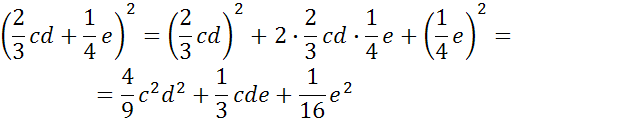 (2/3 cd + 1/4 e)² = (2/3 cd)² + 2 · 2/3 cd · 1/4 e + (1/4 e)² =
= 4/9 c²d² + 1/3 cde + 1/16 e²